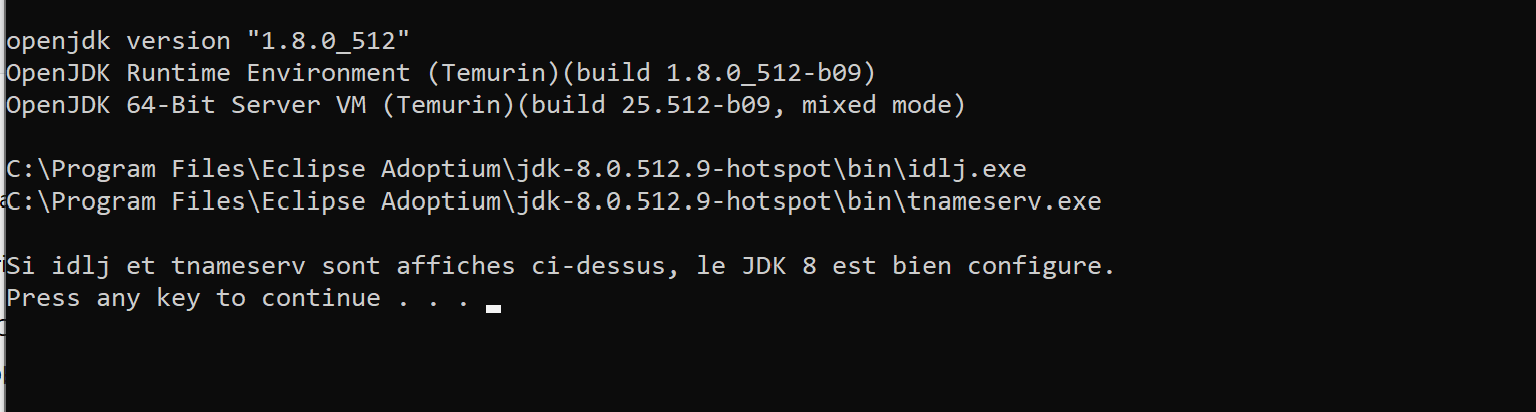 openjdk version "1.8.0_512"
OpenJDK Runtime Environment (Temurin)(build 1.8.0_512-b09)
OpenJDK 64-Bit Server VM (Temurin)(build 25.512-b09, mixed mode)
C:\Program Files\Eclipse Adoptium\jdk-8.0.512.9-hotspot\bin\idlj.exe
C:\Program Files\Eclipse Adoptium\jdk-8.0.512.9-hotspot\bin\tnameserv.exe
Si idlj et tnameserv sont affiches ci-dessus, le JDK 8 est bien configure.
Press any key to continue . . .